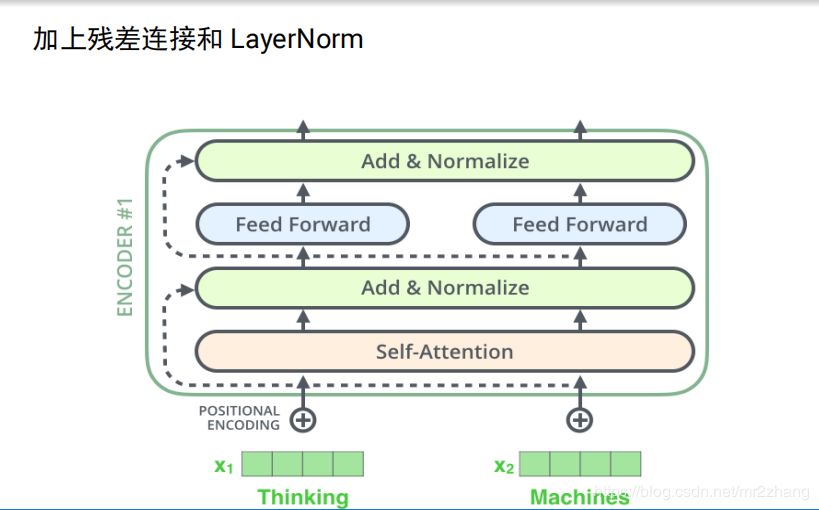 加上残差连接和 LayerNorm
Add & Normalize
Feed Forward
Feed Forward
ENCODER #1
Add & Normalize
Self-Attention
POSITIONAL
ENCODING
x₁
x₂
Thinking
Machines
https://blog.csdn.net/mr2zhang